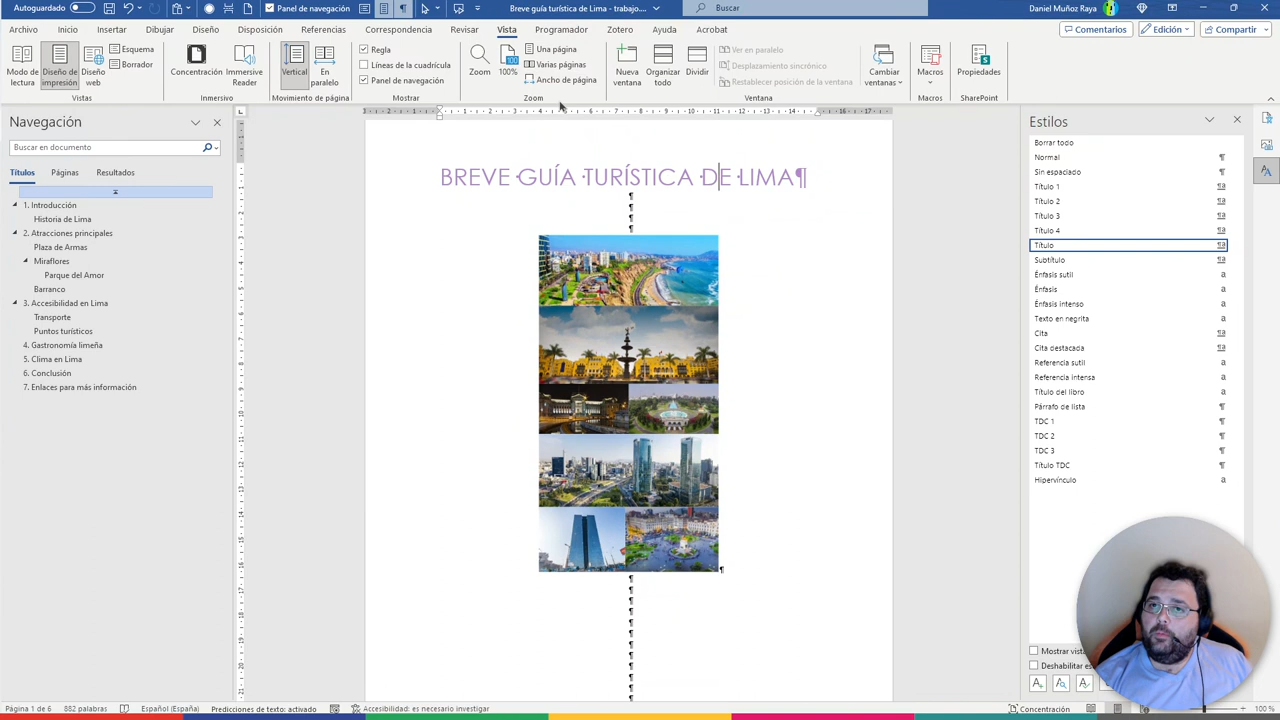 Autoguardado
Panel de navegación
Breve guía turística de Lima - trabajo....
Buscar
Daniel Muñoz Raya
Archivo Inicio Insertar Dibujar Diseño Disposición Referencias Correspondencia Revisar Vista Programador Zotero Ayuda Acrobat
Comentarios Edición Compartir
Modo de lectura
Diseño de impresión
Diseño web
Esquema
Borrador
Vistas
Concentración
Immersive Reader
Inmersivo
Vertical
En paralelo
Movimiento de página
Regla
Líneas de la cuadrícula
Panel de navegación
Mostrar
Zoom
100
100%
Una página
Varias páginas
Ancho de página
Zoom
Nueva ventana
Organizar todo
Dividir
Ver en paralelo
Desplazamiento sincrónico
Restablecer posición de la ventana
Ventana
Cambiar ventanas
Macros
Macros
Propiedades
SharePoint
Navegación
Buscar en documento
Títulos Páginas Resultados
1. Introducción
Historia de Lima
2. Atracciones principales
Plaza de Armas
Miraflores
Parque del Amor
Barranco
3. Accesibilidad en Lima
Transporte
Puntos turísticos
4. Gastronomía limeña
5. Clima en Lima
6. Conclusión
7. Enlaces para más información
BREVE·GUÍA·TURÍSTICA·DE·LIMA¶
Estilos
Borrar todo
Normal
Sin espaciado
Título 1
Título 2
Título 3
Título 4
Título
Subtítulo
Énfasis sutil
Énfasis
Énfasis intenso
Texto en negrita
Cita
Cita destacada
Referencia sutil
Referencia intensa
Título del libro
Párrafo de lista
TDC 1
TDC 2
TDC 3
Título TDC
Hipervínculo
Mostrar vist
Deshabilitar es
Página 1 de 6
882 palabras
Español (España)
Predicciones de texto: activado
Accesibilidad: es necesario investigar
Concentración
100 %